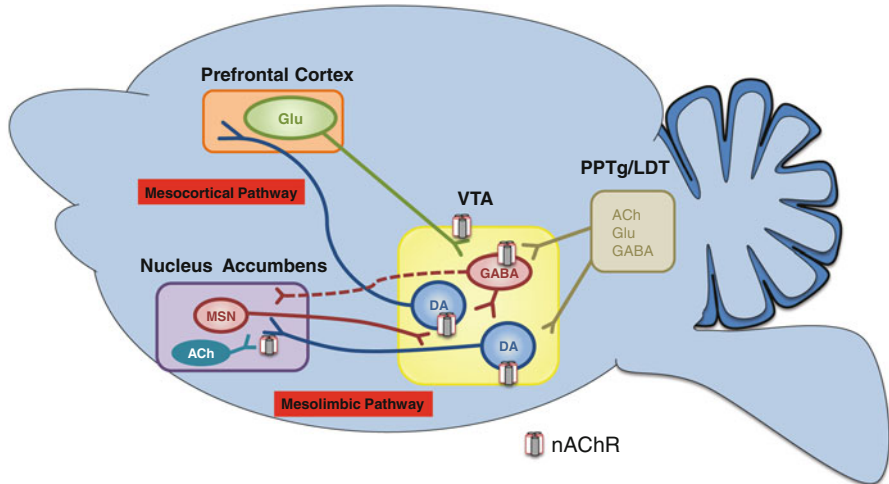 Prefrontal Cortex
Glu
Mesocortical Pathway
PPTg/LDT
VTA
ACh
Glu
GABA
Nucleus Accumbens
GABA
MSN
DA
ACh
DA
Mesolimbic Pathway
nAChR